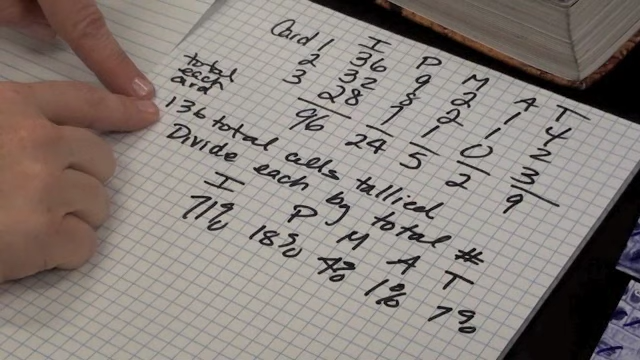 I P M A T
Card 1 36 9 2 1 4
2 32 8 2 1 2
3 28 7 1 0 3
total
each
card 96 24 5 2 9
136 total cells tallied
Divide each by total #
I P M A T
71% 18% 4% 1% 7%